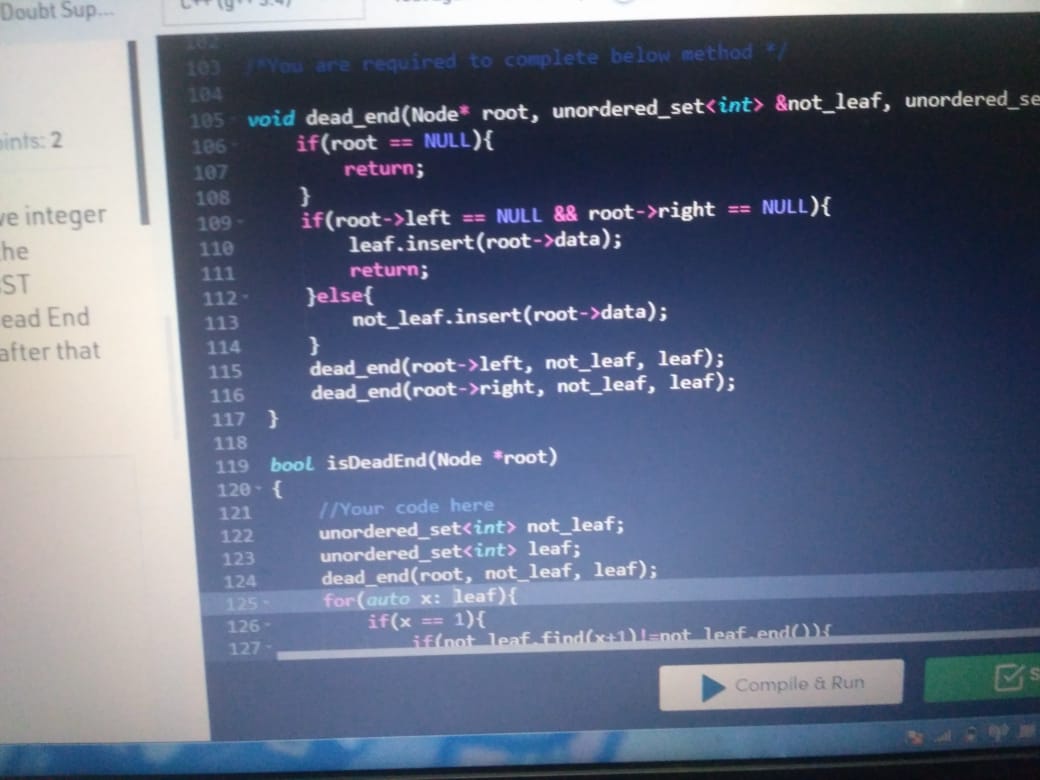 Doubt Sup...
C++ (g++ 5.4)
oints: 2
ve integer
he
ST
ead End
after that
102
103 /*You are required to complete below method */
104
105 void dead_end(Node* root, unordered_set<int> &not_leaf, unordered_se
106 if(root == NULL){
107 return;
108 }
109 if(root->left == NULL && root->right == NULL){
110 leaf.insert(root->data);
111 return;
112 }else{
113 not_leaf.insert(root->data);
114 }
115 dead_end(root->left, not_leaf, leaf);
116 dead_end(root->right, not_leaf, leaf);
117 }
118
119 bool isDeadEnd(Node *root)
120 {
121 //Your code here
122 unordered_set<int> not_leaf;
123 unordered_set<int> leaf;
124 dead_end(root, not_leaf, leaf);
125 for(auto x: leaf){
126 if(x == 1){
127 if(not_leaf.find(x+1)!=not_leaf.end()){
Compile & Run
S